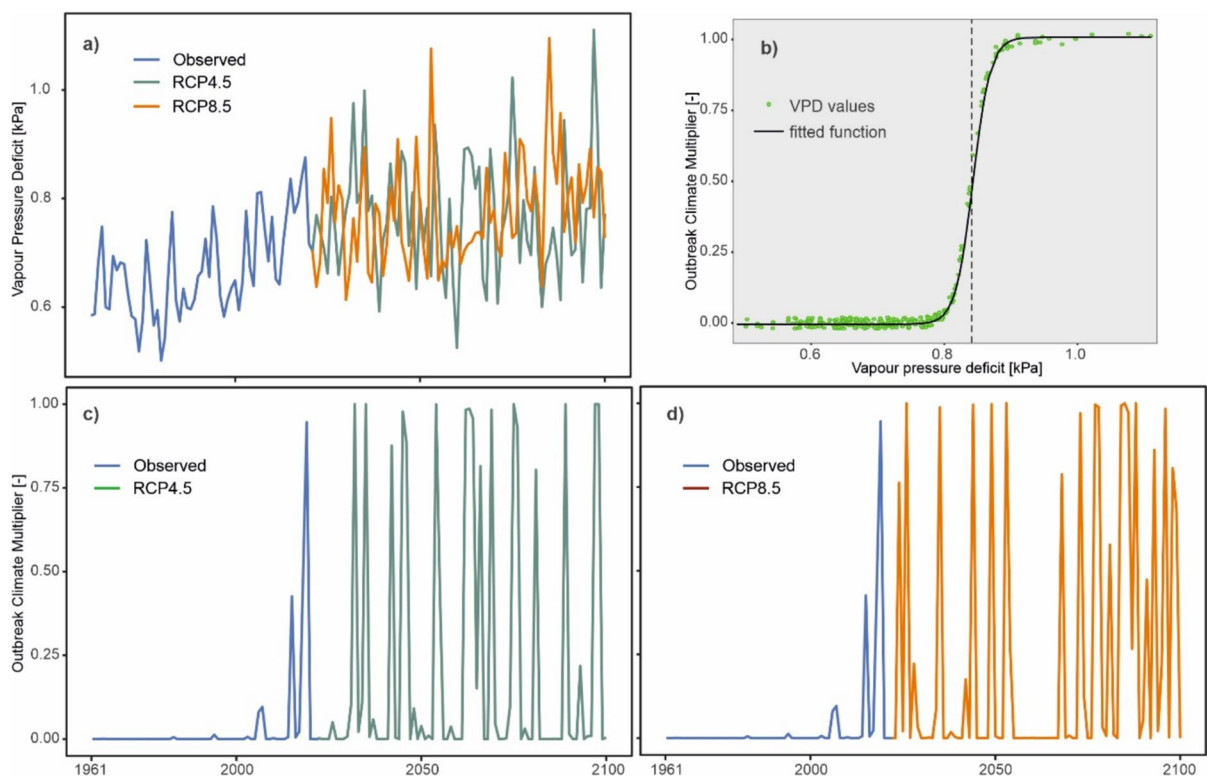 a)
Observed
RCP4.5
RCP8.5
Vapour Pressure Deficit [kPa]
1.0
0.8
0.6
b)
VPD values
fitted function
Outbreak Climate Multiplier [-]
1.00
0.75
0.50
0.25
0.00
0.6
0.8
1.0
Vapour pressure deficit [kPa]
c)
Observed
RCP4.5
Outbreak Climate Multiplier [-]
1.00
0.75
0.50
0.25
0.00
1961
2000
2050
2100
d)
Observed
RCP8.5
1961
2000
2050
2100